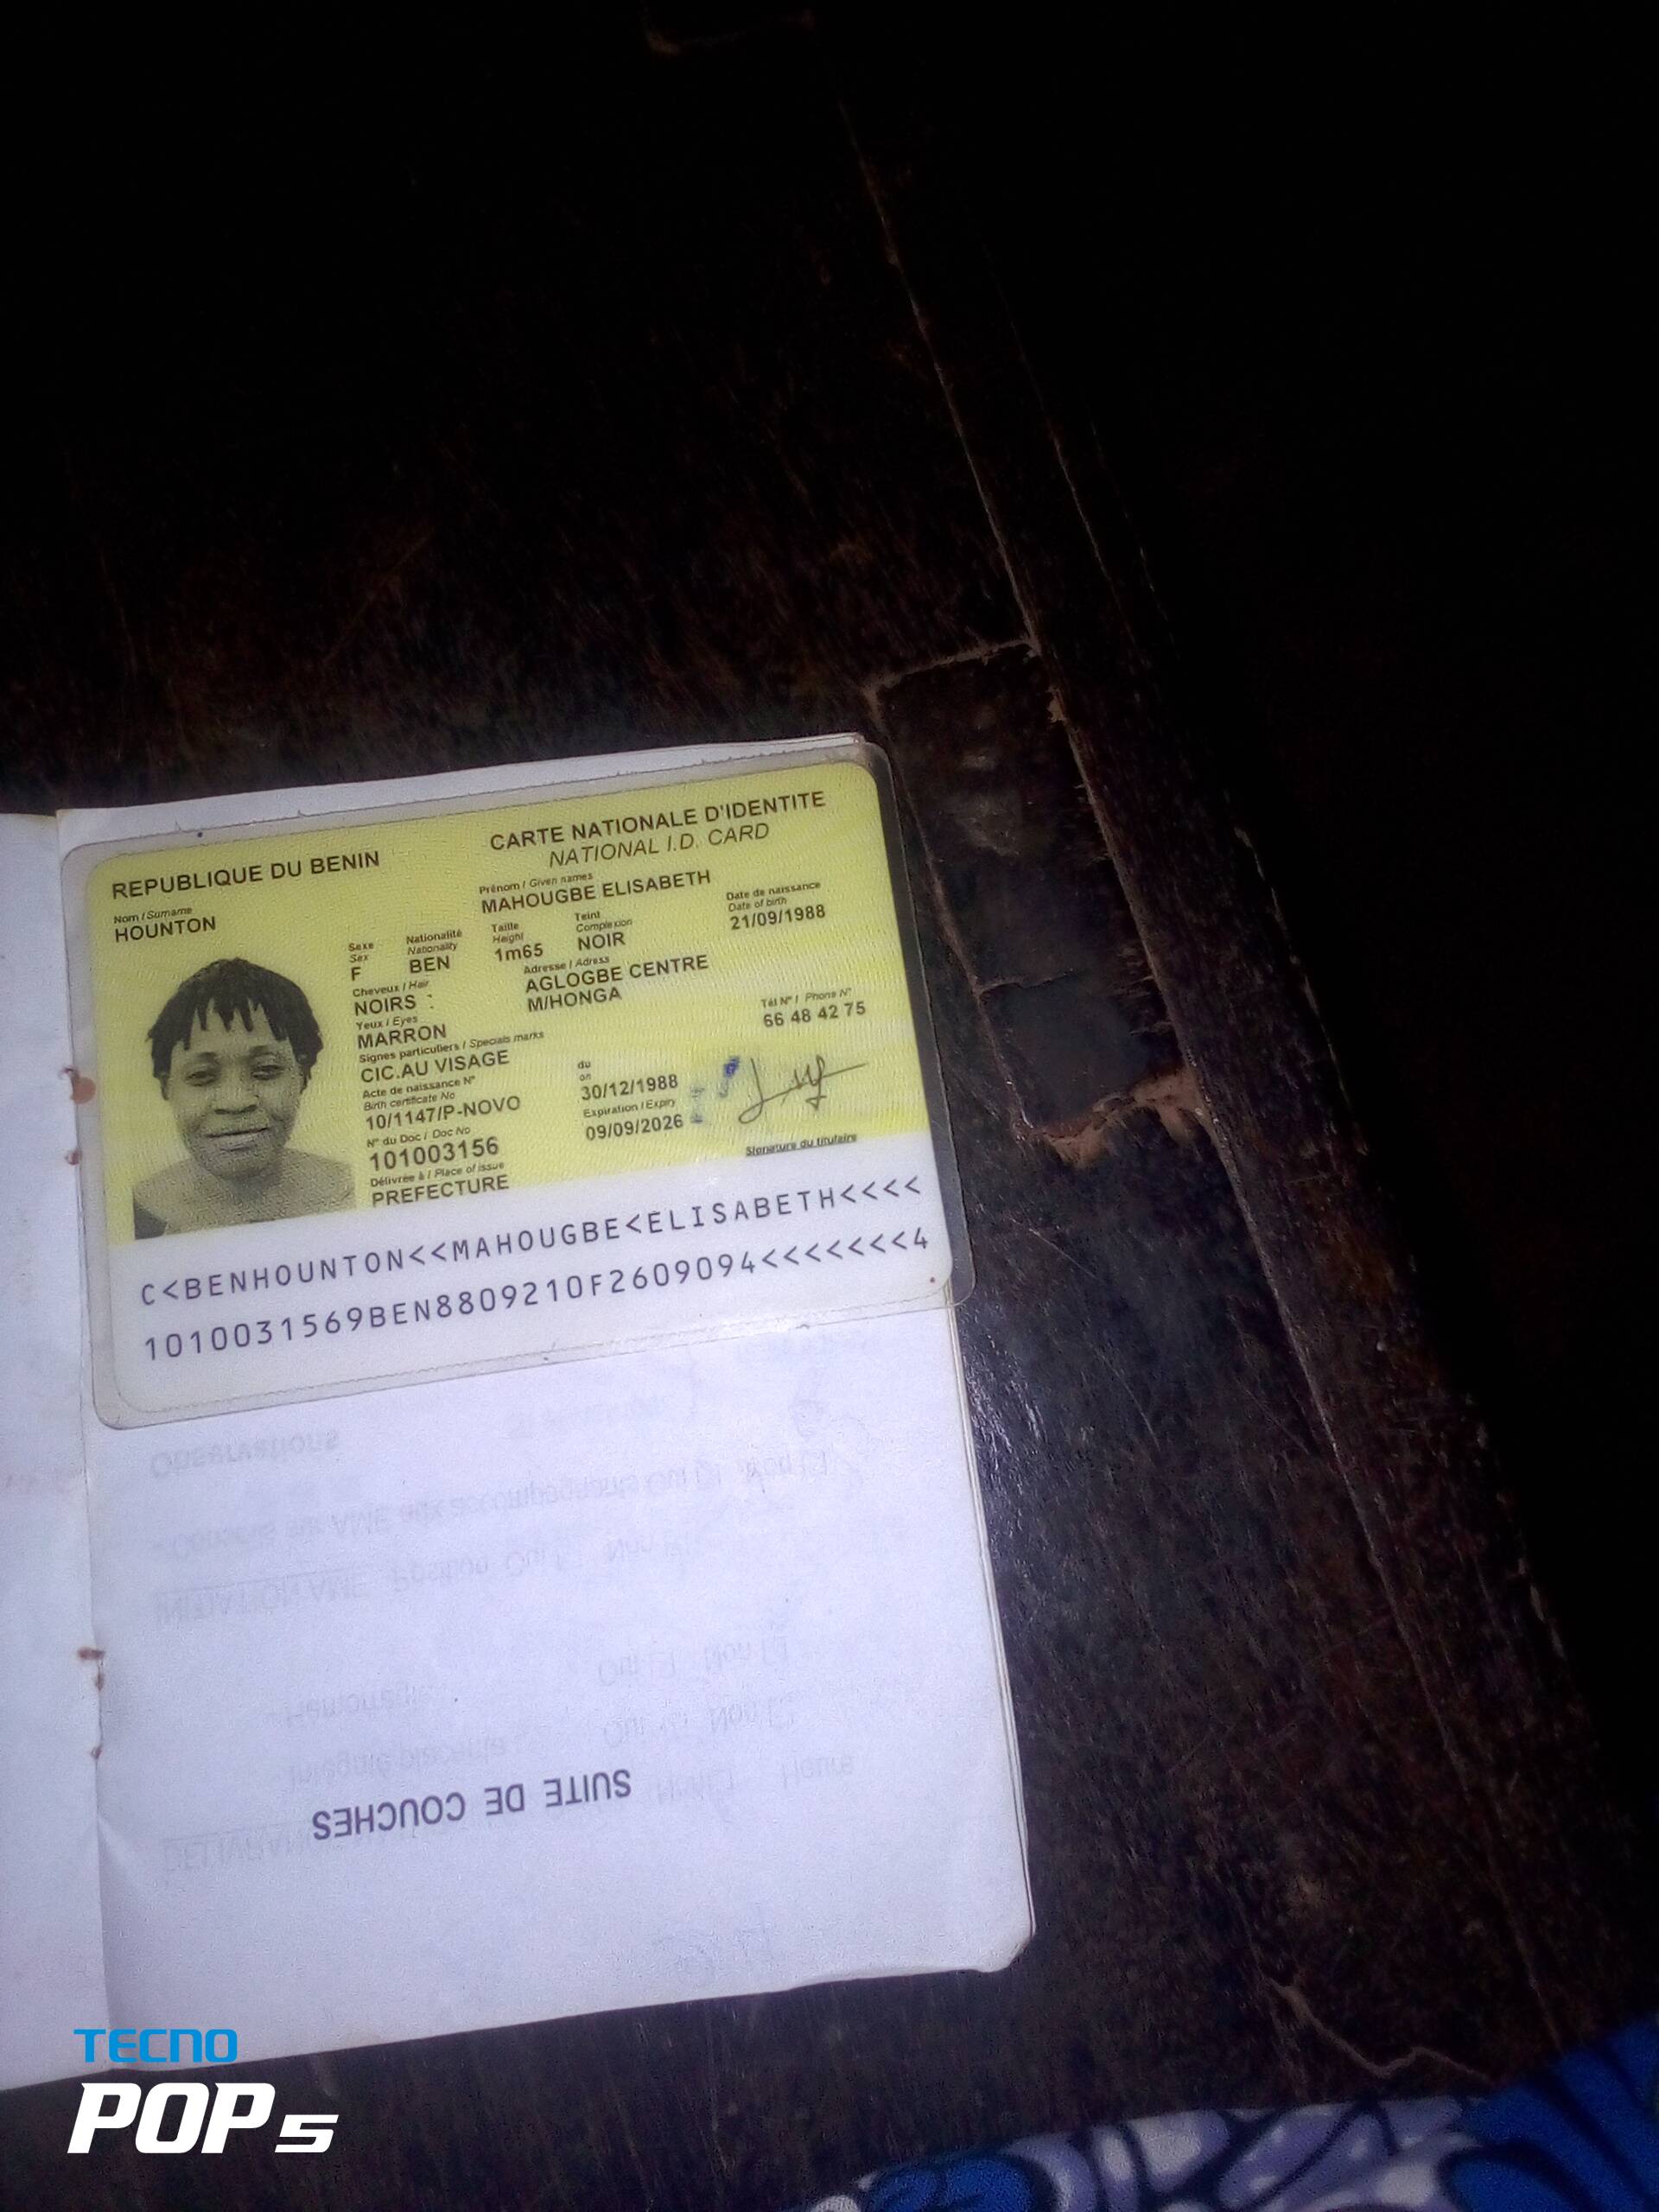 REPUBLIQUE DU BENIN
CARTE NATIONALE D'IDENTITE
NATIONAL I.D. CARD
Nom / Surname
HOUNTON
Prénom / Given names
MAHOUGBE ELISABETH
Sexe
Sex
F
Nationalité
Nationality
BEN
Taille
Height
1m65
Teint
Complexion
NOIR
Date de naissance
Date of birth
21/09/1988
Cheveux / Hair
NOIRS :
Adresse / Adress
AGLOGBE CENTRE
M/HONGA
Yeux / Eyes
MARRON
Tél N° / Phone N°
66 48 42 75
Signes particuliers / Specials marks
CIC.AU VISAGE
Acte de naissance N°
Birth certificate No
10/1147/P-NOVO
du
on
30/12/1988
N° du Doc / Doc No
101003156
Expiration / Expiry
09/09/2026
Délivrée à / Place of issue
PREFECTURE
Signature du titulaire
C<BENHOUNTON<<MAHOUGBE<ELISABETH<<<<
1010031569BEN8809210F2609094<<<<<<<4
Observations
SUITE DE COUCHES
TECNO
POP 5